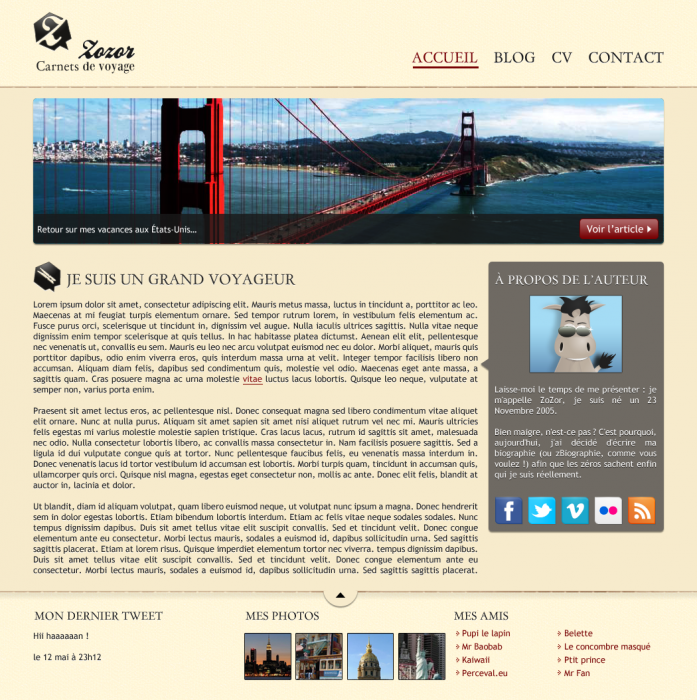 Z
Zozor
Carnets de voyage
ACCUEIL BLOG CV CONTACT
Retour sur mes vacances aux États-Unis...
Voir l'article
JE SUIS UN GRAND VOYAGEUR
Lorem ipsum dolor sit amet, consectetur adipiscing elit. Mauris metus massa, luctus in tincidunt a, porttitor ac leo.
Maecenas at mi feugiat turpis elementum ornare. Sed tempor rutrum lorem, in vestibulum felis elementum ac.
Fusce purus orci, scelerisque ut tincidunt in, dignissim vel augue. Nulla iaculis ultrices sagittis. Nulla vitae neque
dignissim enim tempor scelerisque at quis tellus. In hac habitasse platea dictumst. Aenean elit elit, pellentesque
nec venenatis ut, convallis eu sem. Mauris eu leo nec arcu volutpat euismod nec eu dolor. Morbi aliquet, mauris quis
porttitor dapibus, odio enim viverra eros, quis interdum massa urna at velit. Integer tempor facilisis libero non
accumsan. Aliquam diam felis, dapibus sed condimentum quis, molestie vel odio. Maecenas eget ante massa, a
sagittis quam. Cras posuere magna ac urna molestie vitae luctus lacus lobortis. Quisque leo neque, vulputate at
semper non, varius porta enim.
Praesent sit amet lectus eros, ac pellentesque nisl. Donec consequat magna sed libero condimentum vitae aliquet
elit ornare. Nunc at nulla purus. Aliquam sit amet sapien sit amet nisi aliquet rutrum vel nec mi. Mauris ultricies
felis egestas mi varius molestie molestie sapien tristique. Cras lacus lacus, rutrum id sagittis sit amet, malesuada
nec odio. Nulla consectetur lobortis libero, ac convallis massa consectetur in. Nam facilisis posuere sagittis. Sed a
ligula id dui vulputate congue quis at tortor. Nunc pellentesque faucibus felis, eu venenatis massa interdum in.
Donec venenatis lacus id tortor vestibulum id accumsan est lobortis. Morbi turpis quam, tincidunt in accumsan quis,
ullamcorper quis orci. Quisque nisl magna, egestas eget consectetur non, mollis ac ante. Donec elit felis, blandit at
auctor in, lacinia et dolor.
Ut blandit, diam id aliquam volutpat, quam libero euismod neque, ut volutpat nunc ipsum a magna. Donec hendrerit
sem in dolor egestas lobortis. Etiam bibendum lobortis interdum. Etiam ac felis vitae neque sodales sodales. Nunc
tempus dignissim dapibus. Duis sit amet tellus vitae elit suscipit convallis. Sed et tincidunt velit. Donec congue
elementum ante eu consectetur. Morbi lectus mauris, sodales a euismod id, dapibus sollicitudin urna. Sed sagittis
sagittis placerat. Etiam at lorem risus. Quisque imperdiet elementum tortor nec viverra. tempus dignissim dapibus.
Duis sit amet tellus vitae elit suscipit convallis. Sed et tincidunt velit. Donec congue elementum ante eu
consectetur. Morbi lectus mauris, sodales a euismod id, dapibus sollicitudin urna. Sed sagittis sagittis placerat.
À PROPOS DE L'AUTEUR
Laisse-moi le temps de me présenter : je
m'appelle ZoZor, je suis né un 23
Novembre 2005.
Bien maigre, n'est-ce pas ? C'est pourquoi,
aujourd'hui, j'ai décidé d'écrire ma
biographie (ou zBiographie, comme vous
voulez !) afin que les zéros sachent enfin
qui je suis réellement.
MON DERNIER TWEET
Hii haaaaaan !
le 12 mai à 23h12
MES PHOTOS
MES AMIS
Pupi le lapin
Mr Baobab
Kaiwaii
Perceval.eu
Belette
Le concombre masqué
Ptit prince
Mr Fan